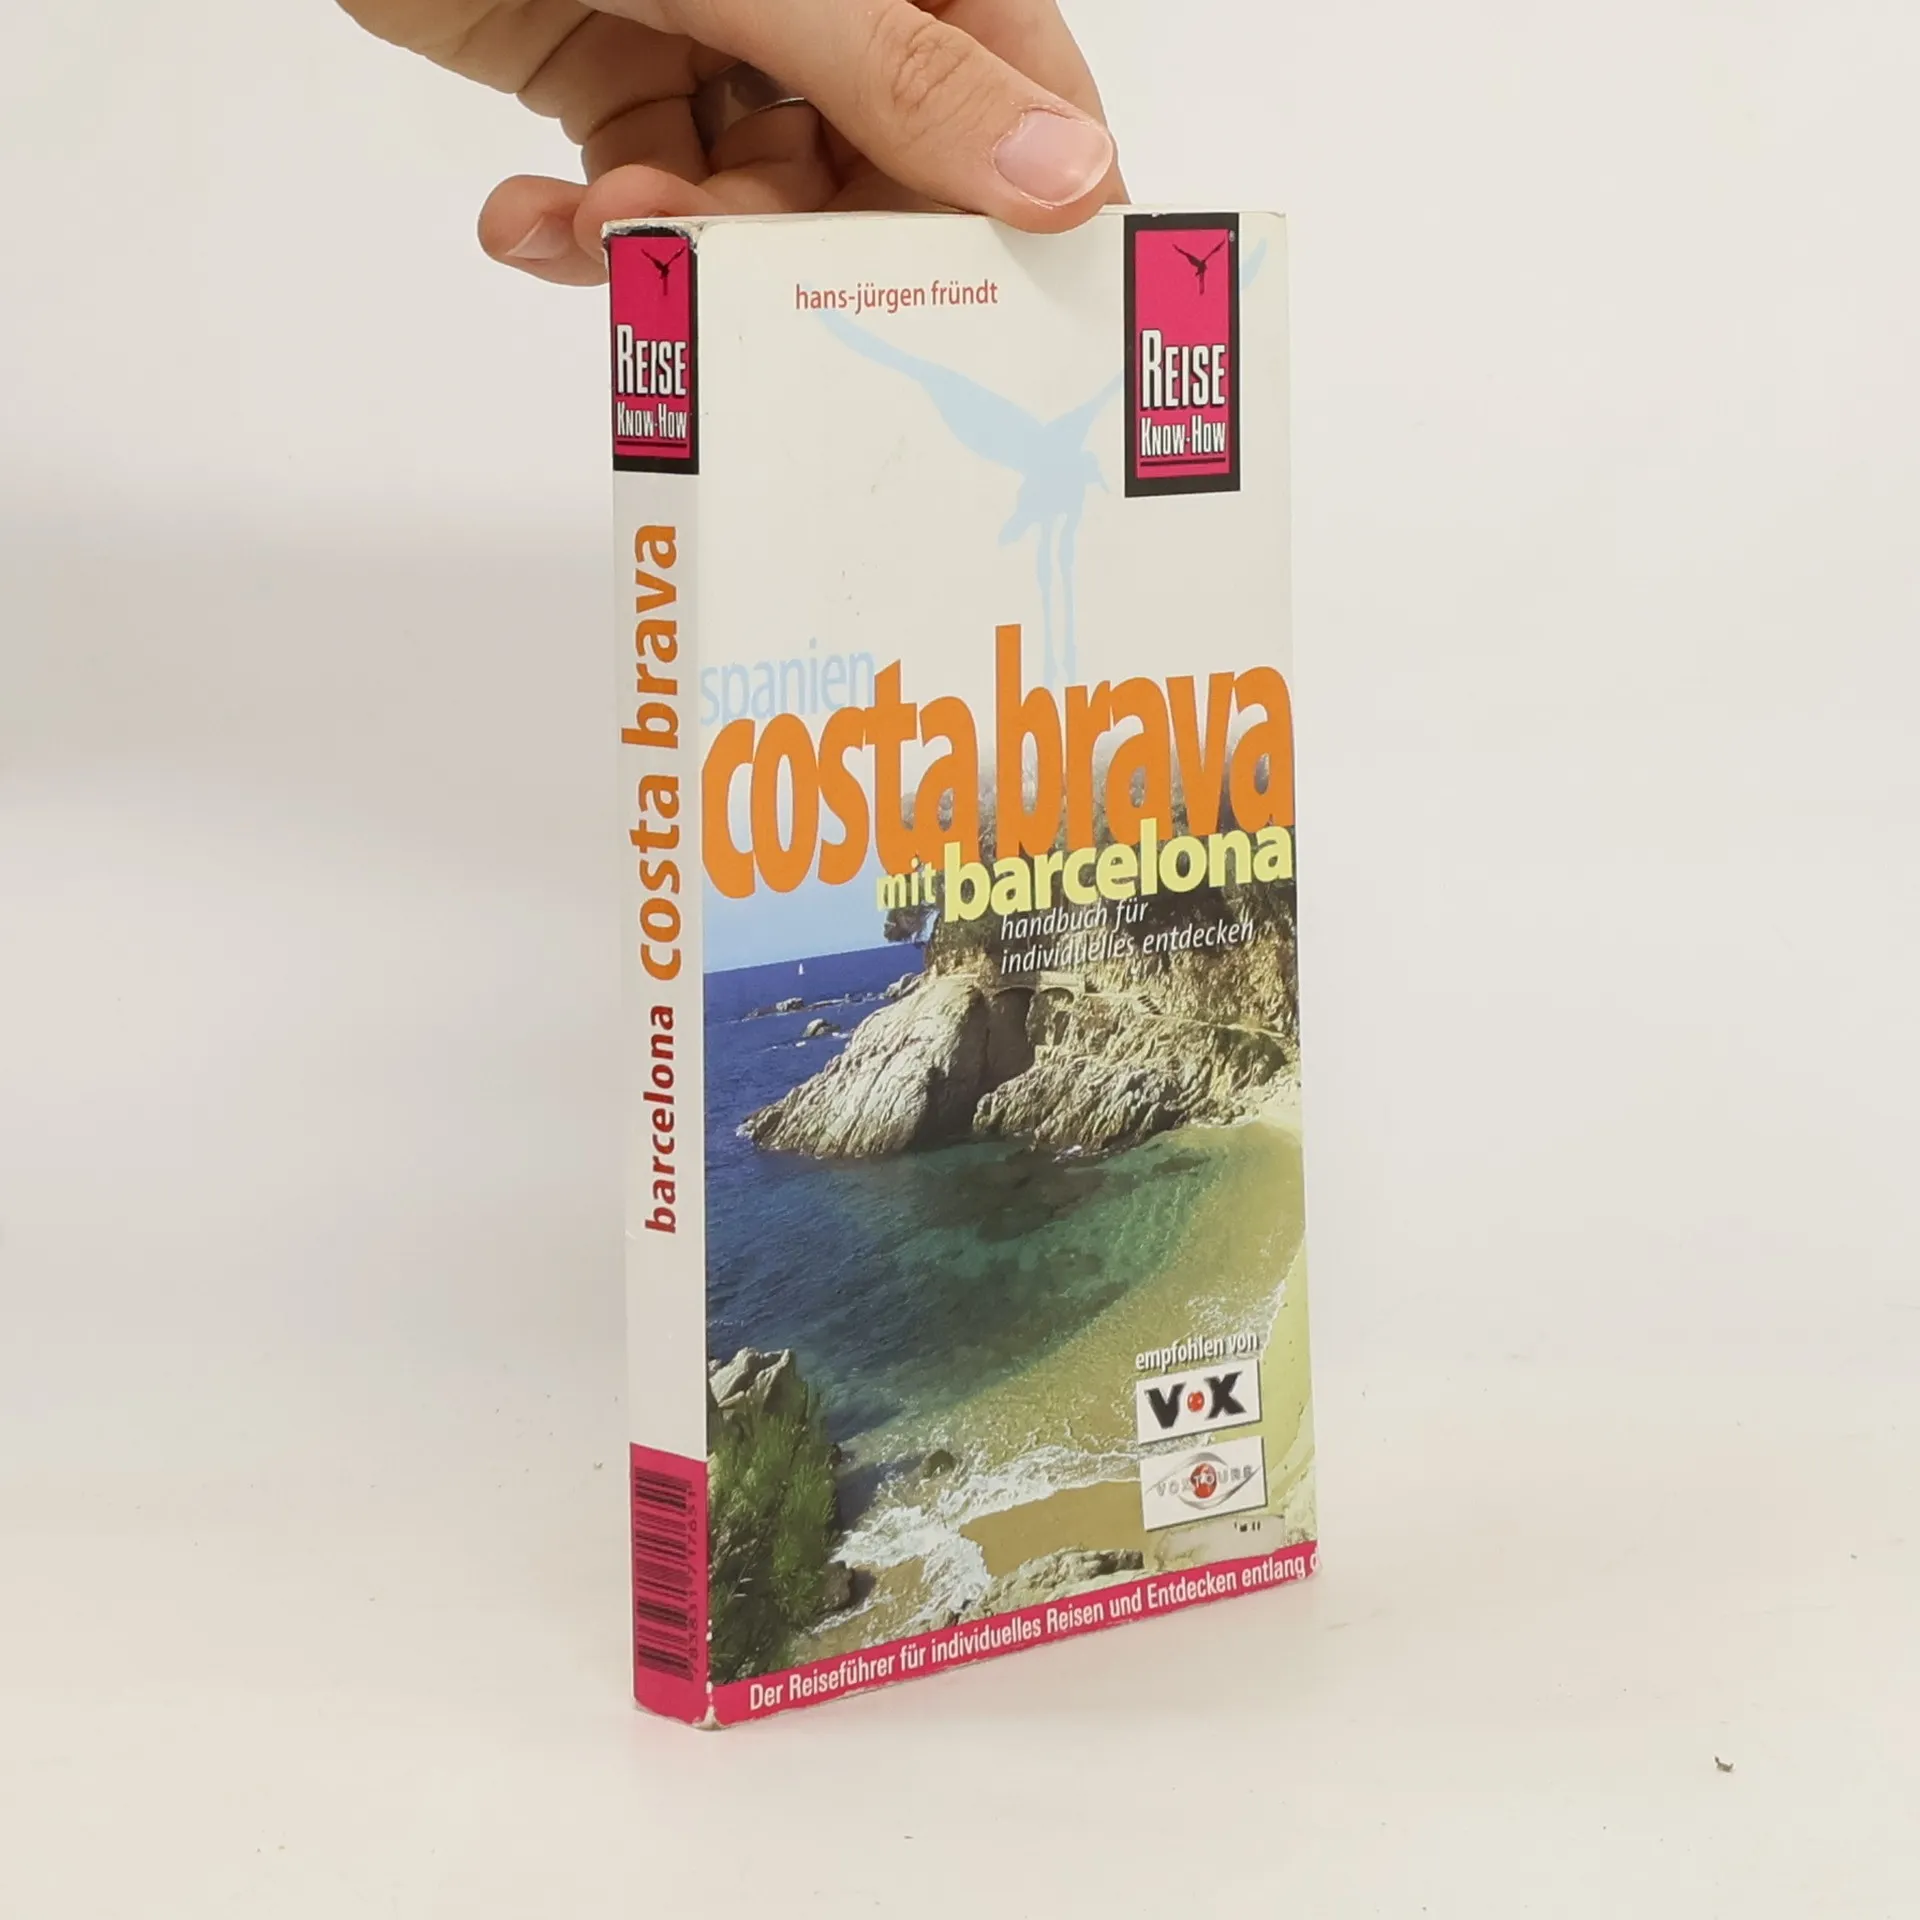 hans-jürgen fründt
REISE
KNOW-HOW
spanien
costa brava
mit barcelona
handbuch für
individuelles entdecken
empfohlen von
VOX
VOXTOURS
Der Reiseführer für individuelles Reisen und Entdecken entlang d
REISE
KNOW-HOW
barcelona costa brava